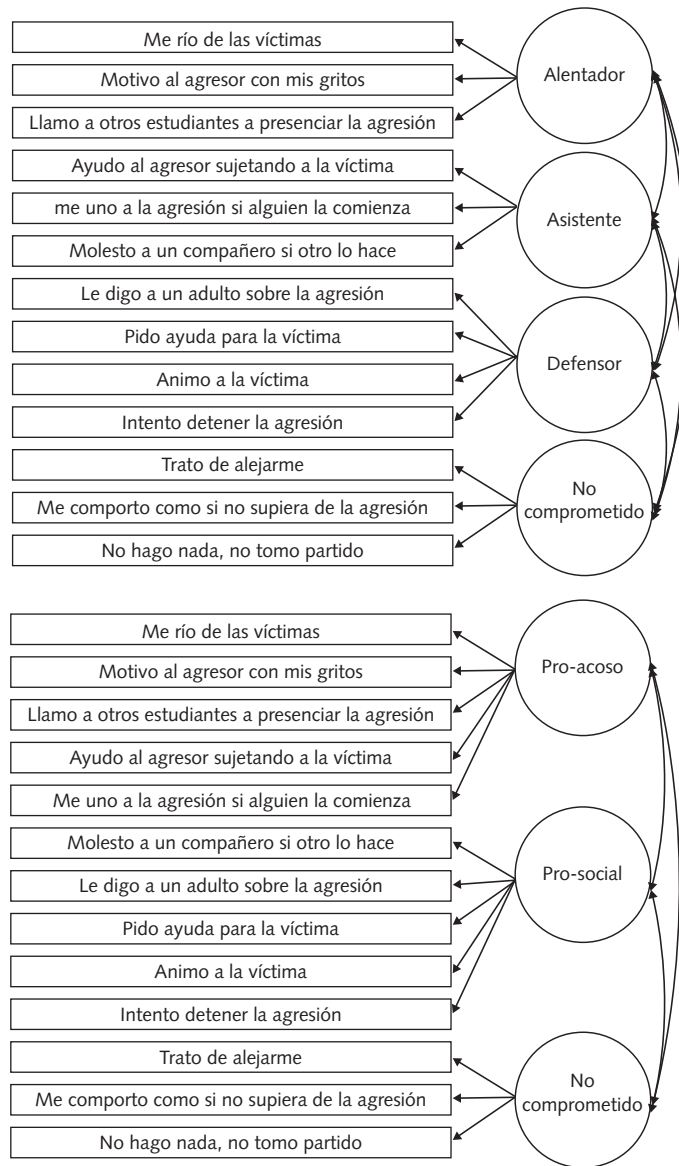 Me río de las víctimas
Motivo al agresor con mis gritos
Llamo a otros estudiantes a presenciar la agresión
Ayudo al agresor sujetando a la víctima
me uno a la agresión si alguien la comienza
Molesto a un compañero si otro lo hace
Le digo a un adulto sobre la agresión
Pido ayuda para la víctima
Animo a la víctima
Intento detener la agresión
Trato de alejarme
Me comporto como si no supiera de la agresión
No hago nada, no tomo partido
Alentador
Asistente
Defensor
No
comprometido
Me río de las víctimas
Motivo al agresor con mis gritos
Llamo a otros estudiantes a presenciar la agresión
Ayudo al agresor sujetando a la víctima
Me uno a la agresión si alguien la comienza
Molesto a un compañero si otro lo hace
Le digo a un adulto sobre la agresión
Pido ayuda para la víctima
Animo a la víctima
Intento detener la agresión
Trato de alejarme
Me comporto como si no supiera de la agresión
No hago nada, no tomo partido
Pro-acoso
Pro-social
No
comprometido